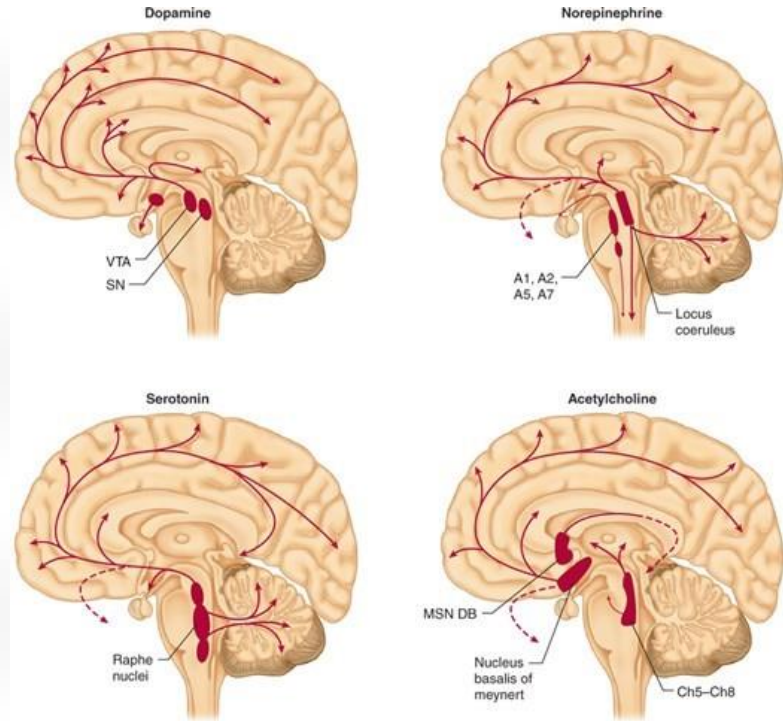 Dopamine
VTA
SN
Norepinephrine
A1, A2,
A5, A7
Locus
coeruleus
Serotonin
Raphe
nuclei
Acetylcholine
MSN DB
Nucleus
basalis of
meynert
Ch5–Ch8